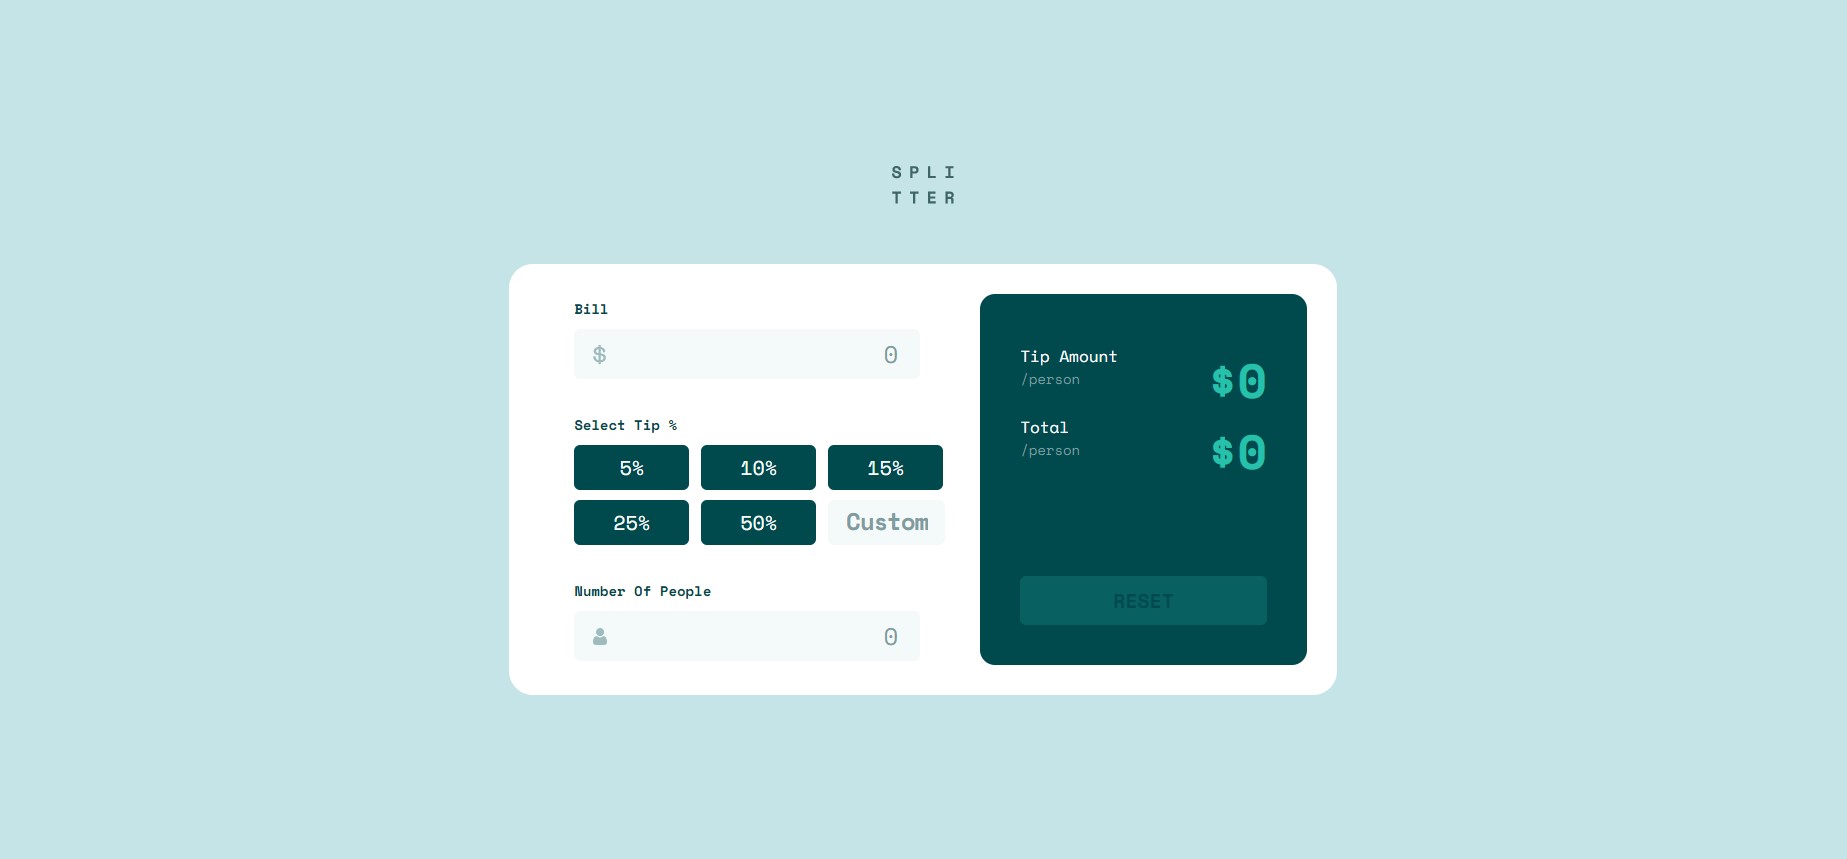 SPLI
TTER
Bill
$ 0
Select Tip %
5% 10% 15%
25% 50% Custom
Number Of People
0
Tip Amount
/person
$0
Total
/person
$0
RESET